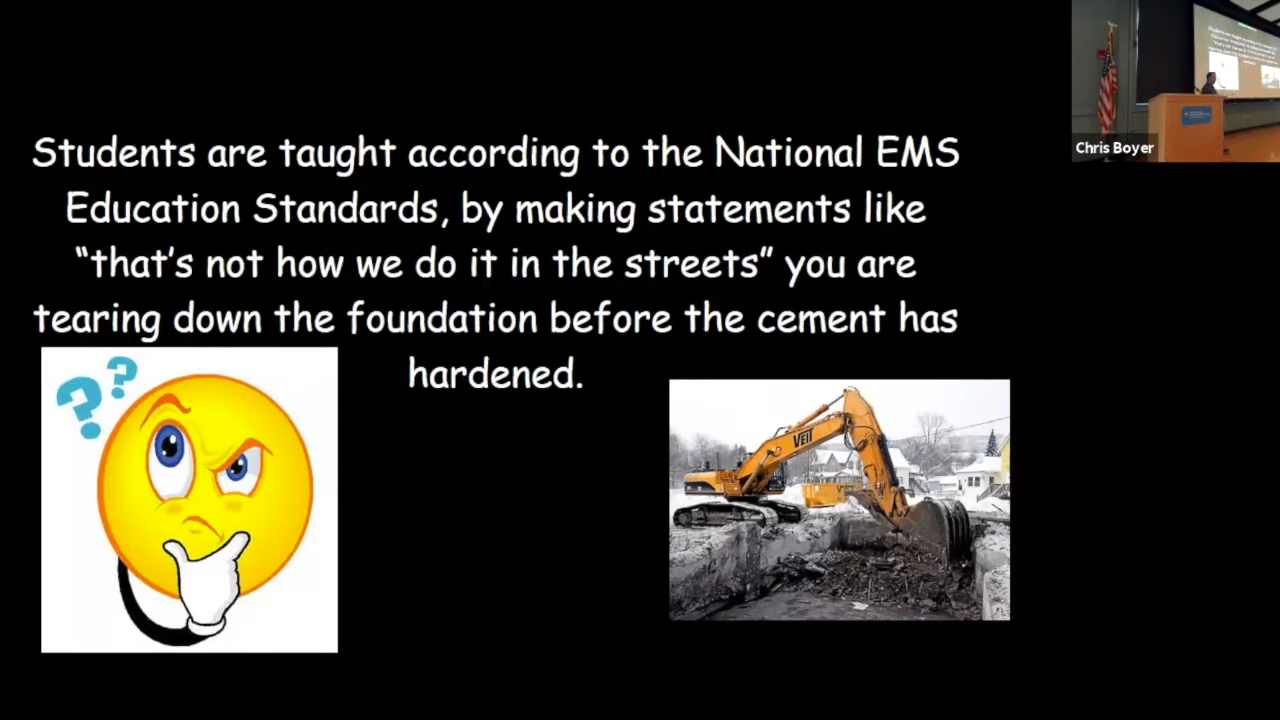 Students are taught according to the National EMS
Education Standards, by making statements like
“that’s not how we do it in the streets” you are
tearing down the foundation before the cement has
hardened.
? ?
VEIT
Chris Boyer